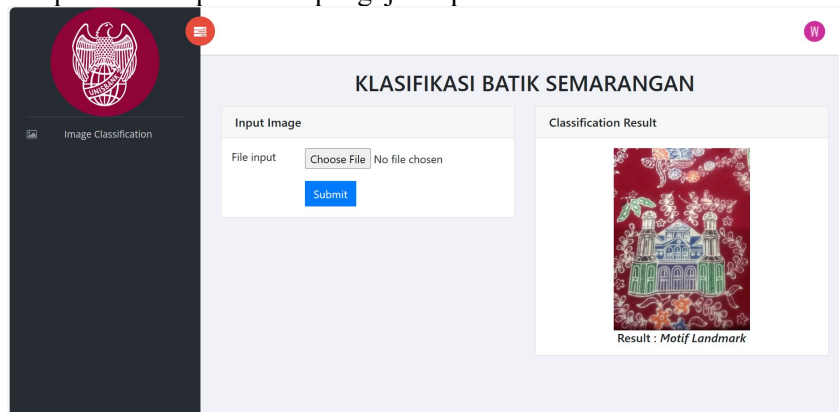 W
UNISBANK
KLASIFIKASI BATIK SEMARANGAN
Image Classification
Input Image
File input Choose File No file chosen
Submit
Classification Result
Result : Motif Landmark